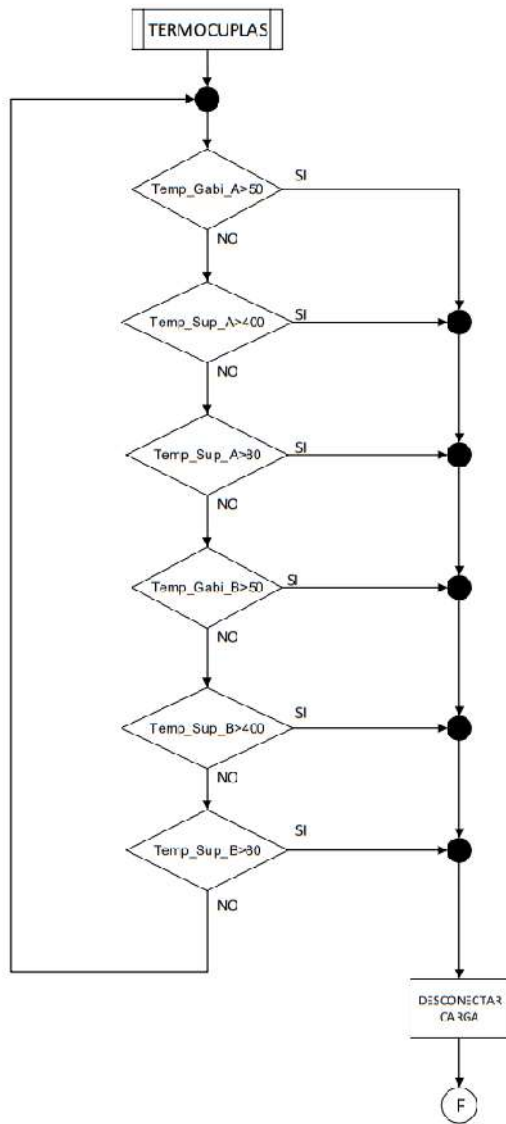 TERMOCUPLAS
Temp_Gabi_A>50
SI
NO
Temp_Sup_A>400
SI
NO
Temp_Sup_A>80
SI
NO
Temp_Gabi_B>50
SI
NO
Temp_Sup_B>400
SI
NO
Temp_Sup_B>80
SI
NO
DESCONECTAR
CARGA
F